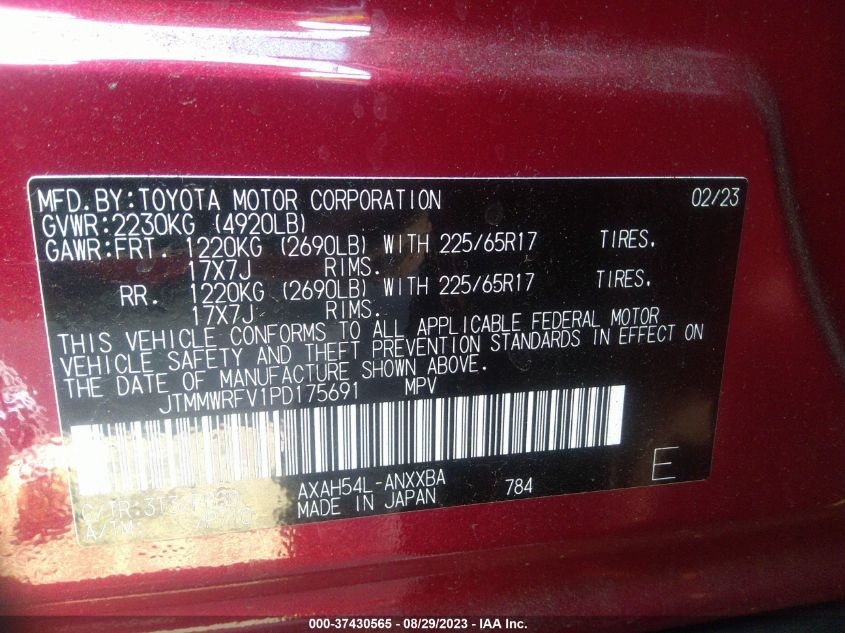 MFD.BY:TOYOTA MOTOR CORPORATION 02/23
GVWR:2230KG (4920LB)
GAWR:FRT. 1220KG (2690LB) WITH 225/65R17 TIRES.
17X7J RIMS.
RR. 1220KG (2690LB) WITH 225/65R17 TIRES.
17X7J RIMS.
THIS VEHICLE CONFORMS TO ALL APPLICABLE FEDERAL MOTOR
VEHICLE SAFETY AND THEFT PREVENTION STANDARDS IN EFFECT ON
THE DATE OF MANUFACTURE SHOWN ABOVE.
JTMMWRFV1PD175691 MPV
C/TR:3T3/
AXAH54L-ANXXBA 784 E
A/TM: MADE IN JAPAN
000-37430565 - 08/29/2023 - IAA Inc.